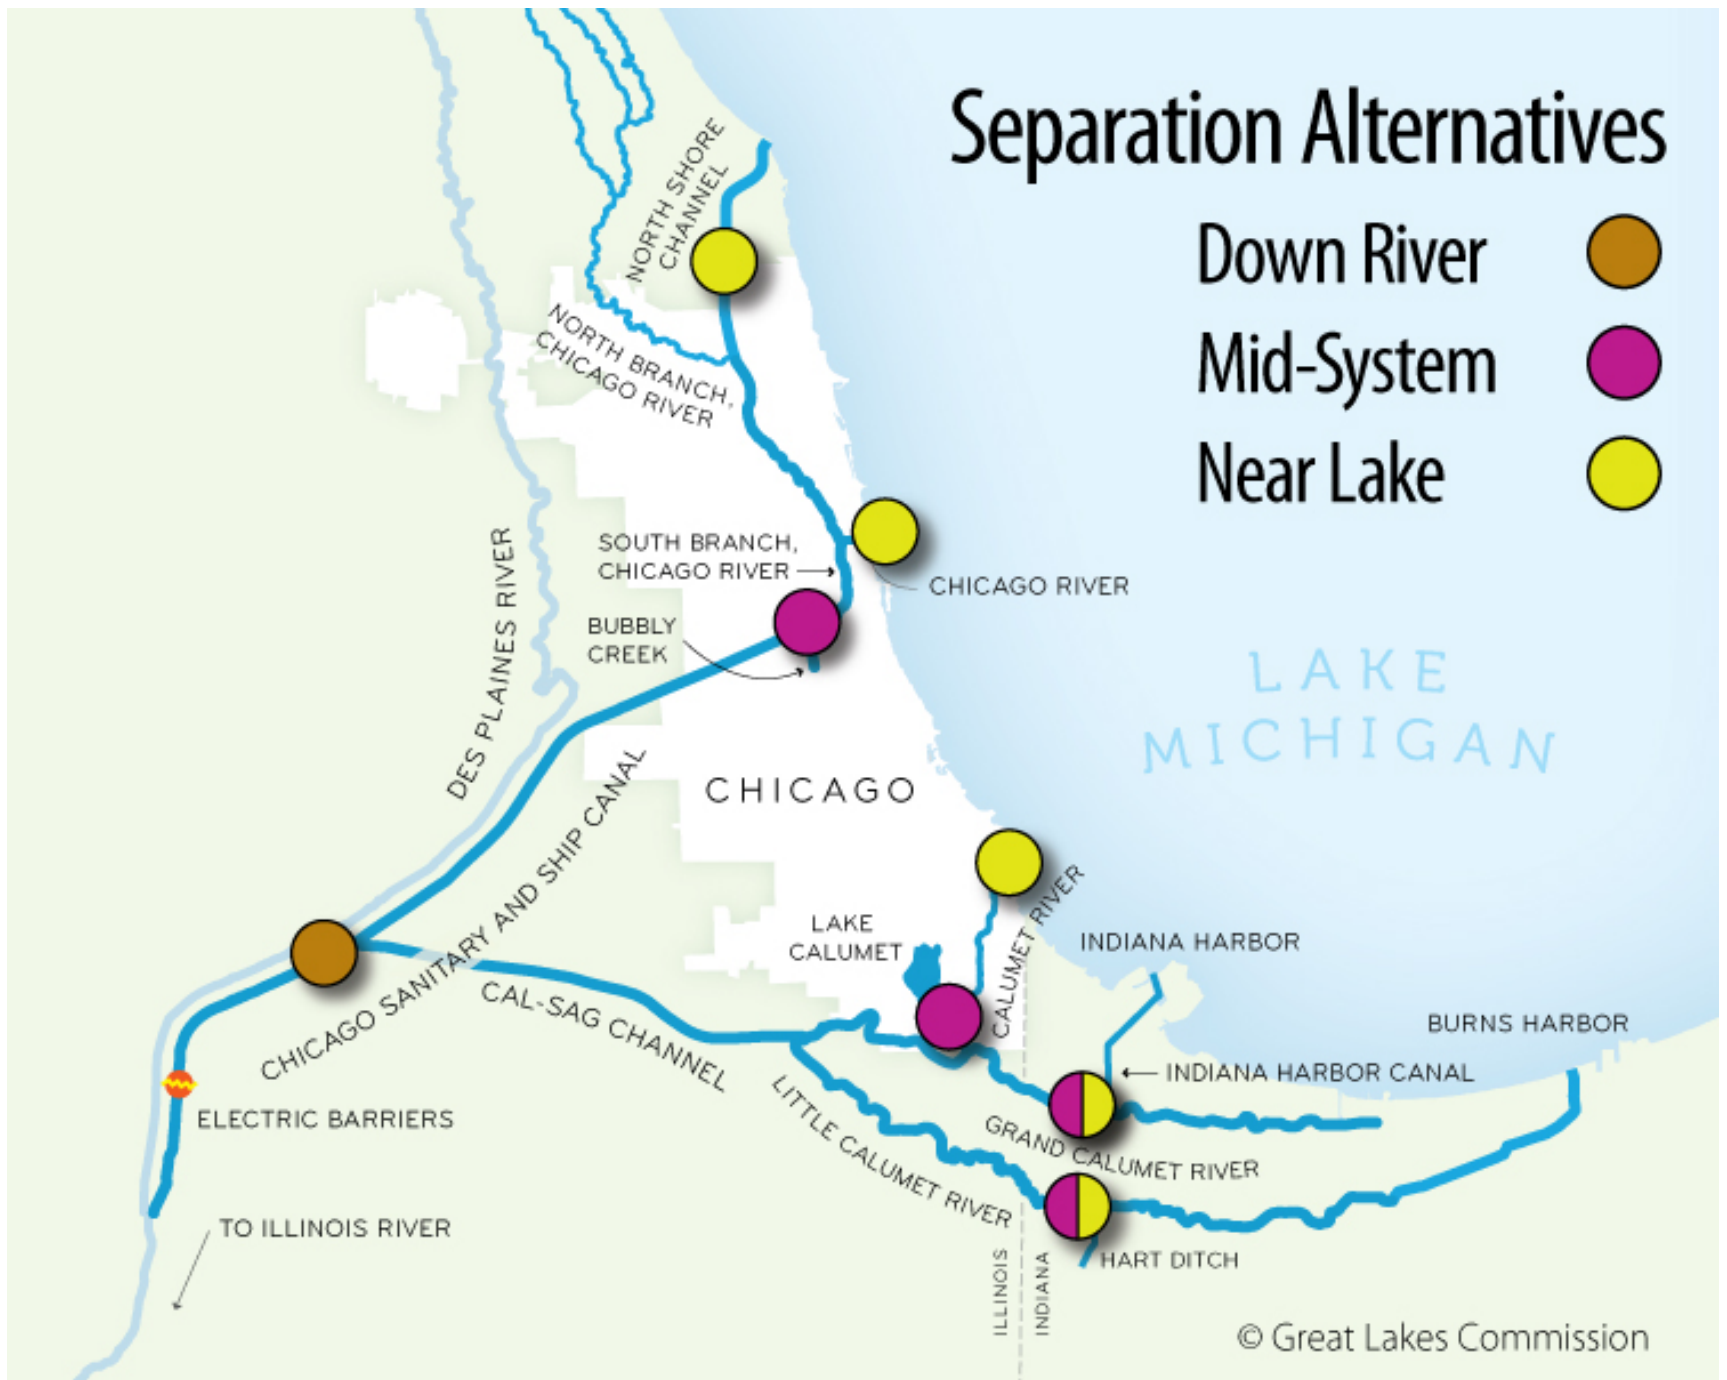 Separation Alternatives
Down River
Mid-System
Near Lake
NORTH SHORE
CHANNEL
NORTH BRANCH,
CHICAGO RIVER
SOUTH BRANCH,
CHICAGO RIVER
CHICAGO RIVER
BUBBLY
CREEK
DES PLAINES RIVER
LAKE
MICHIGAN
CHICAGO
CHICAGO SANITARY AND SHIP CANAL
LAKE
CALUMET
CALUMET RIVER
INDIANA HARBOR
CAL-SAG CHANNEL
BURNS HARBOR
INDIANA HARBOR CANAL
ELECTRIC BARRIERS
LITTLE CALUMET RIVER
GRAND CALUMET RIVER
TO ILLINOIS RIVER
HART DITCH
ILLINOIS
INDIANA
© Great Lakes Commission